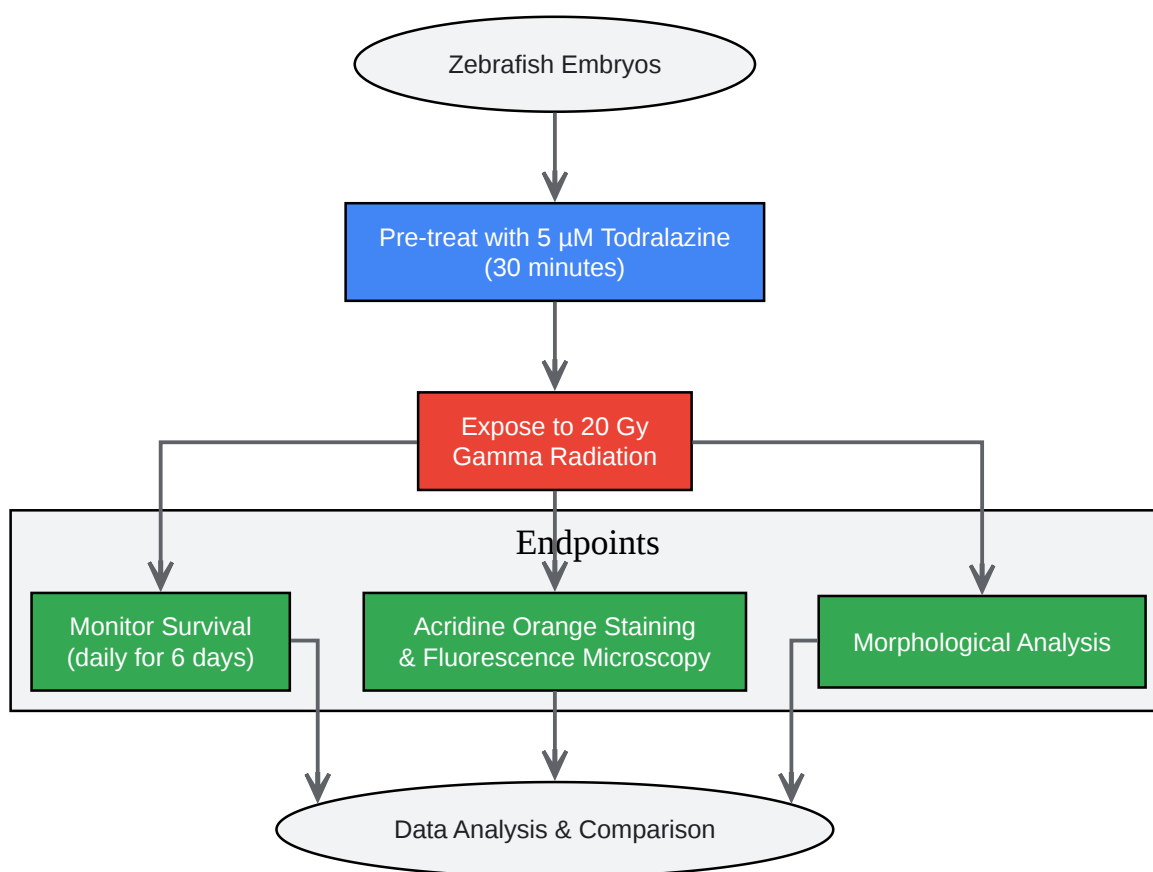 Zebrafish Embryos
Pre-treat with 5 µM Todralazine
(30 minutes)
Expose to 20 Gy
Gamma Radiation
Endpoints
Monitor Survival
(daily for 6 days)
Acridine Orange Staining
& Fluorescence Microscopy
Morphological Analysis
Data Analysis & Comparison